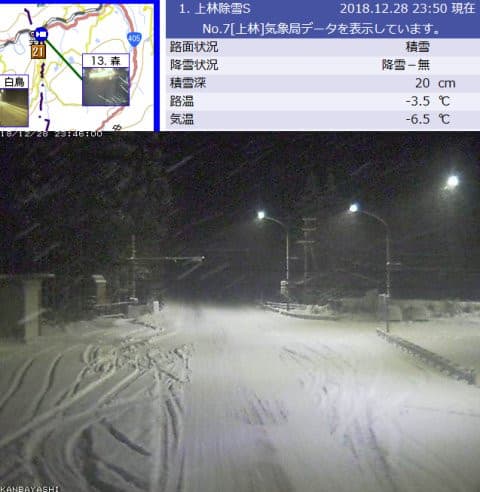 1. 上林除雪S 2018.12.28 23:50 現在
No.7[上林]気象局データを表示しています。
路面状況 積雪
降雪状況 降雪－無
積雪深 20 cm
路温 -3.5 ℃
気温 -6.5 ℃
405
21
13. 森
白鳥
18/12/28 23:46:00
KANBAYASHI